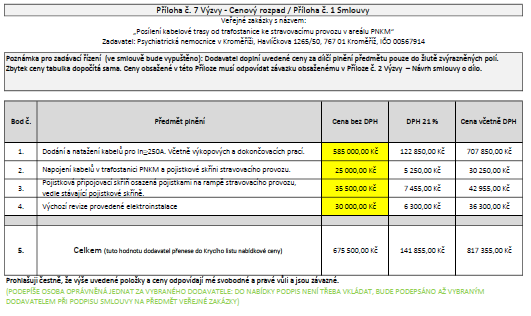 Příloha č. 7 Výzvy - Cenový rozpad / Příloha č. 1 Smlouvy
Veřejné zakázky s názvem:
„Posílení kabelové trasy od trafostanice ke stravovacímu provozu v areálu PNKM"
Zadavatel: Psychiatrická nemocnice v Kroměříži, Havlíčkova 1265/50, 767 01 Kroměříž, IČO 00567914
Poznámka pro zadávací řízení (ve smlouvě bude vypuštěno): Dodavatel doplní uvedené ceny za dílčí plnění předmětu pouze do žlutě zvýrazněných polí.
Zbytek ceny tabulka dopočítá sama. Ceny obsažené v této Příloze musí odpovídat závazku obsaženému v Příloze č. 2 Výzvy – Návrh smlouvy o dílo.
Bod č. Předmět plnění Cena bez DPH DPH 21 % Cena včetně DPH
1. Dodání a natažení kabelů pro In=250A. Včetně výkopových a dokončovacích prací. 585 000,00 Kč 122 850,00 Kč 707 850,00 Kč
2. Napojení kabelů v trafostanici PNKM a pojistkové skříni stravovacího provozu. 25 000,00 Kč 5 250,00 Kč 30 250,00 Kč
3. Pojistková připojovací skříň osazená pojistkami na rampě stravovacího provozu, vedle stávající pojistkové skříně. 35 500,00 Kč 7 455,00 Kč 42 955,00 Kč
4. Výchozí revize provedené elektroinstalace 30 000,00 Kč 6 300,00 Kč 36 300,00 Kč
5. Celkem (tuto hodnotu dodavatel přenese do Krycího listu nabídkové ceny) 675 500,00 Kč 141 855,00 Kč 817 355,00 Kč
Prohlašuji čestně, že výše uvedené položky a ceny odpovídají mé svobodné a pravé vůli a jsou závazné.
(PODEPÍŠE OSOBA OPRÁVNĚNÁ JEDNAT ZA VYBRANÉHO DODAVATELE: DO NABÍDKY PODPIS NENÍ TŘEBA VKLÁDAT, BUDE PODEPSÁNO AŽ VYBRANÝM
DODAVATELEM PŘI PODPISU SMLOUVY NA PŘEDMĚT VEŘEJNÉ ZAKÁZKY)